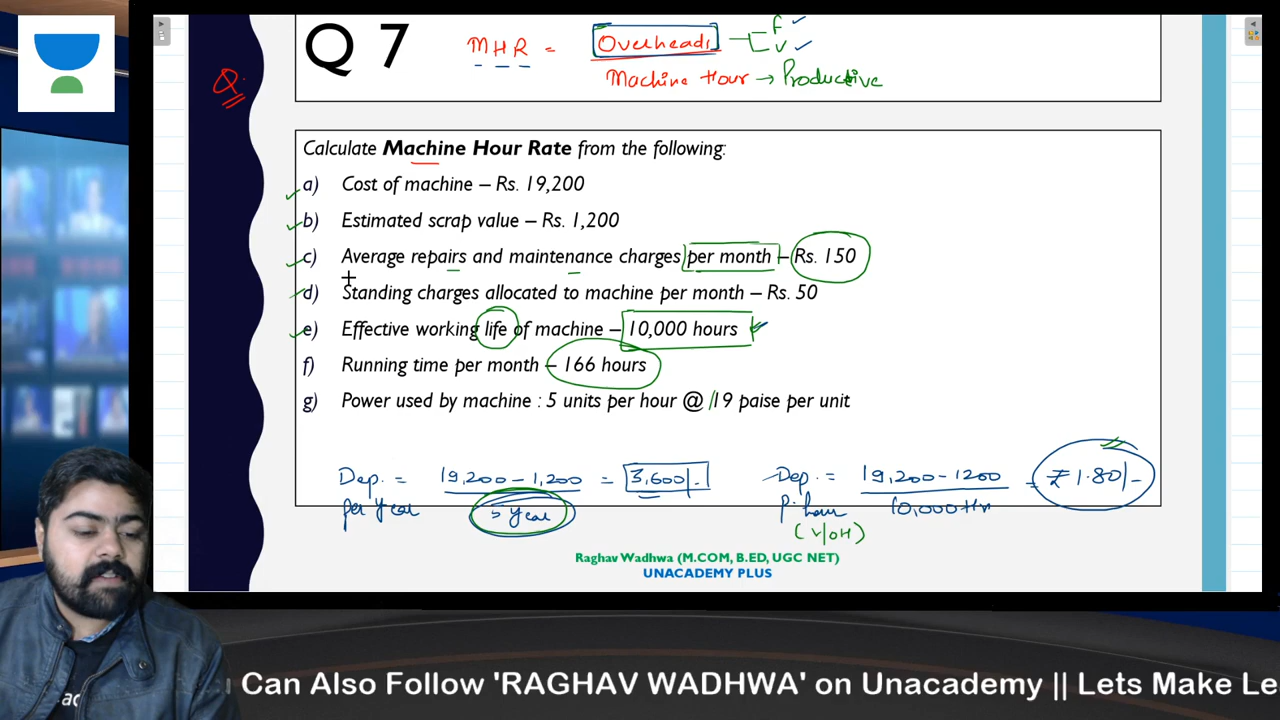 Q 7
MHR = Overheads
F
V
Machine Hour → Productive
Q.
Calculate Machine Hour Rate from the following:
a) Cost of machine – Rs. 19,200
b) Estimated scrap value – Rs. 1,200
c) Average repairs and maintenance charges per month – Rs. 150
d) Standing charges allocated to machine per month – Rs. 50
e) Effective working life of machine – 10,000 hours
f) Running time per month – 166 hours
g) Power used by machine : 5 units per hour @ 19 paise per unit
Dep. = 19,200 – 1,200 = 3,600/-
per year 5 year
Dep. = 19,200 – 1200 = ₹ 1.80/-
p. hour 10,000 Hr
(V/OH)
Raghav Wadhwa (M.COM, B.ED, UGC NET)
UNACADEMY PLUS
Can Also Follow 'RAGHAV WADHWA' on Unacademy || Lets Make Le